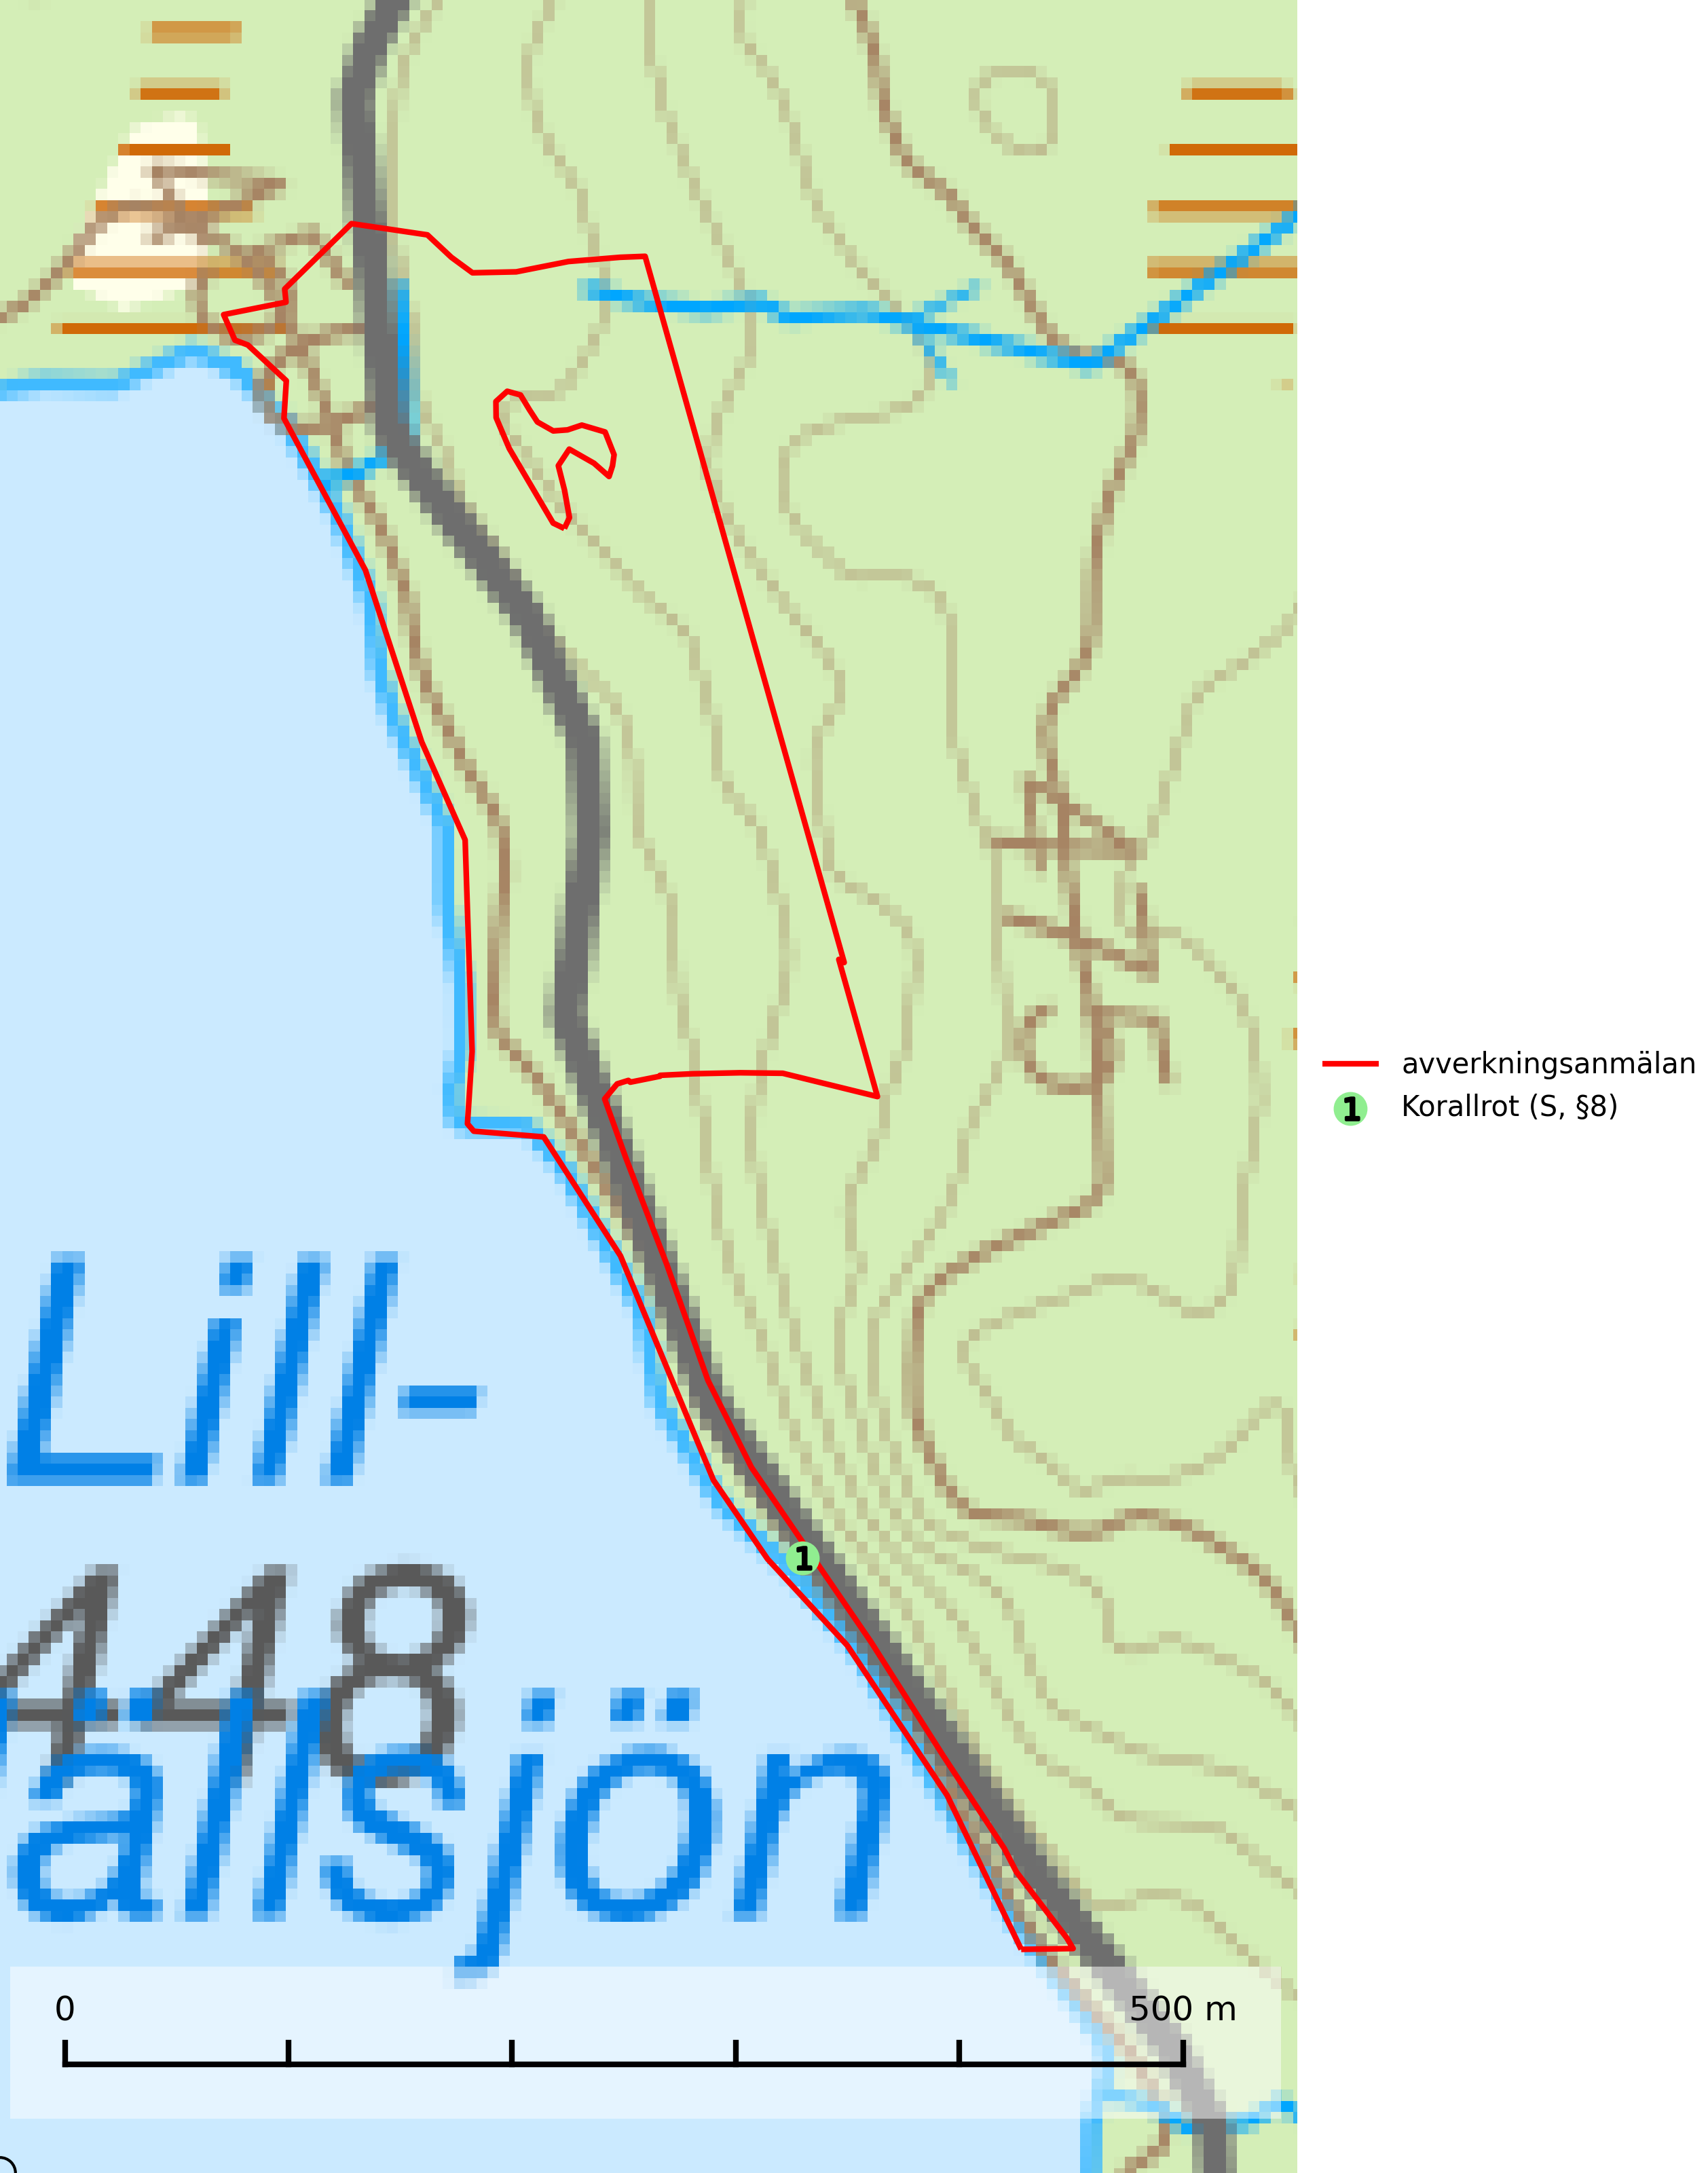 avverkningsanmälan
1 Korallrot (S, §8)
Lill-
1
448
allsjön
0 500 m